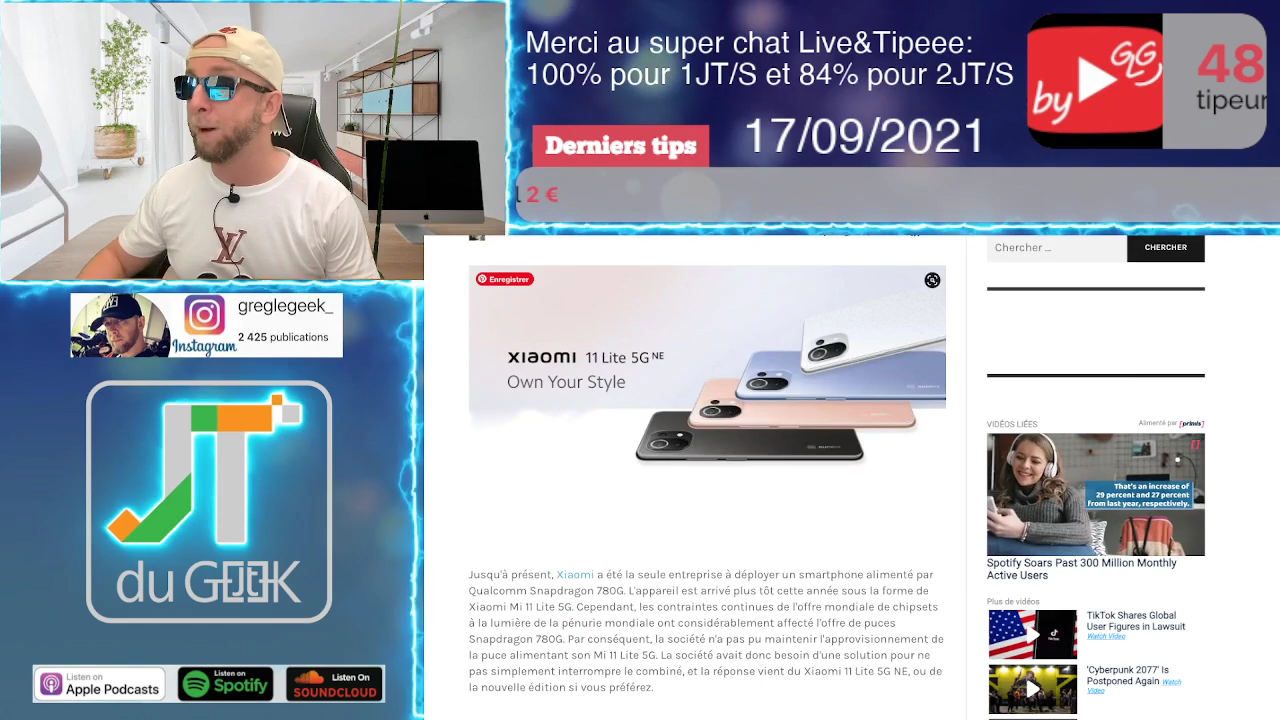 Merci au super chat Live&Tipeee:
100% pour 1JT/S et 84% pour 2JT/S
by GLG
48
tipeur
Derniers tips
17/09/2021
2 €
Chercher ...
CHERCHER
Enregistrer
xiaomi 11 Lite 5G NE
Own Your Style
greglegeek_
2 425 publications
Instagram
JT
du GEEK
Listen on
Apple Podcasts
Listen on
Spotify
Listen On
SOUNDCLOUD
VIDÉOS LIÉES
Alimenté par [primis]
That's an increase of
29 percent and 27 percent
from last year, respectively.
Spotify Soars Past 300 Million Monthly
Active Users
Plus de vidéos
TikTok Shares Global
User Figures in Lawsuit
Watch Video
'Cyberpunk 2077' Is
Postponed Again Watch
Video
Jusqu'à présent, Xiaomi a été la seule entreprise à déployer un smartphone alimenté par
Qualcomm Snapdragon 780G. L'appareil est arrivé plus tôt cette année sous la forme de
Xiaomi Mi 11 Lite 5G. Cependant, les contraintes continues de l'offre mondiale de chipsets
à la lumière de la pénurie mondiale ont considérablement affecté l'offre de puces
Snapdragon 780G. Par conséquent, la société n'a pas pu maintenir l'approvisionnement de
la puce alimentant son Mi 11 Lite 5G. La société avait donc besoin d'une solution pour ne
pas simplement interrompre le combiné, et la réponse vient du Xiaomi 11 Lite 5G NE, ou de
la nouvelle édition si vous préférez.